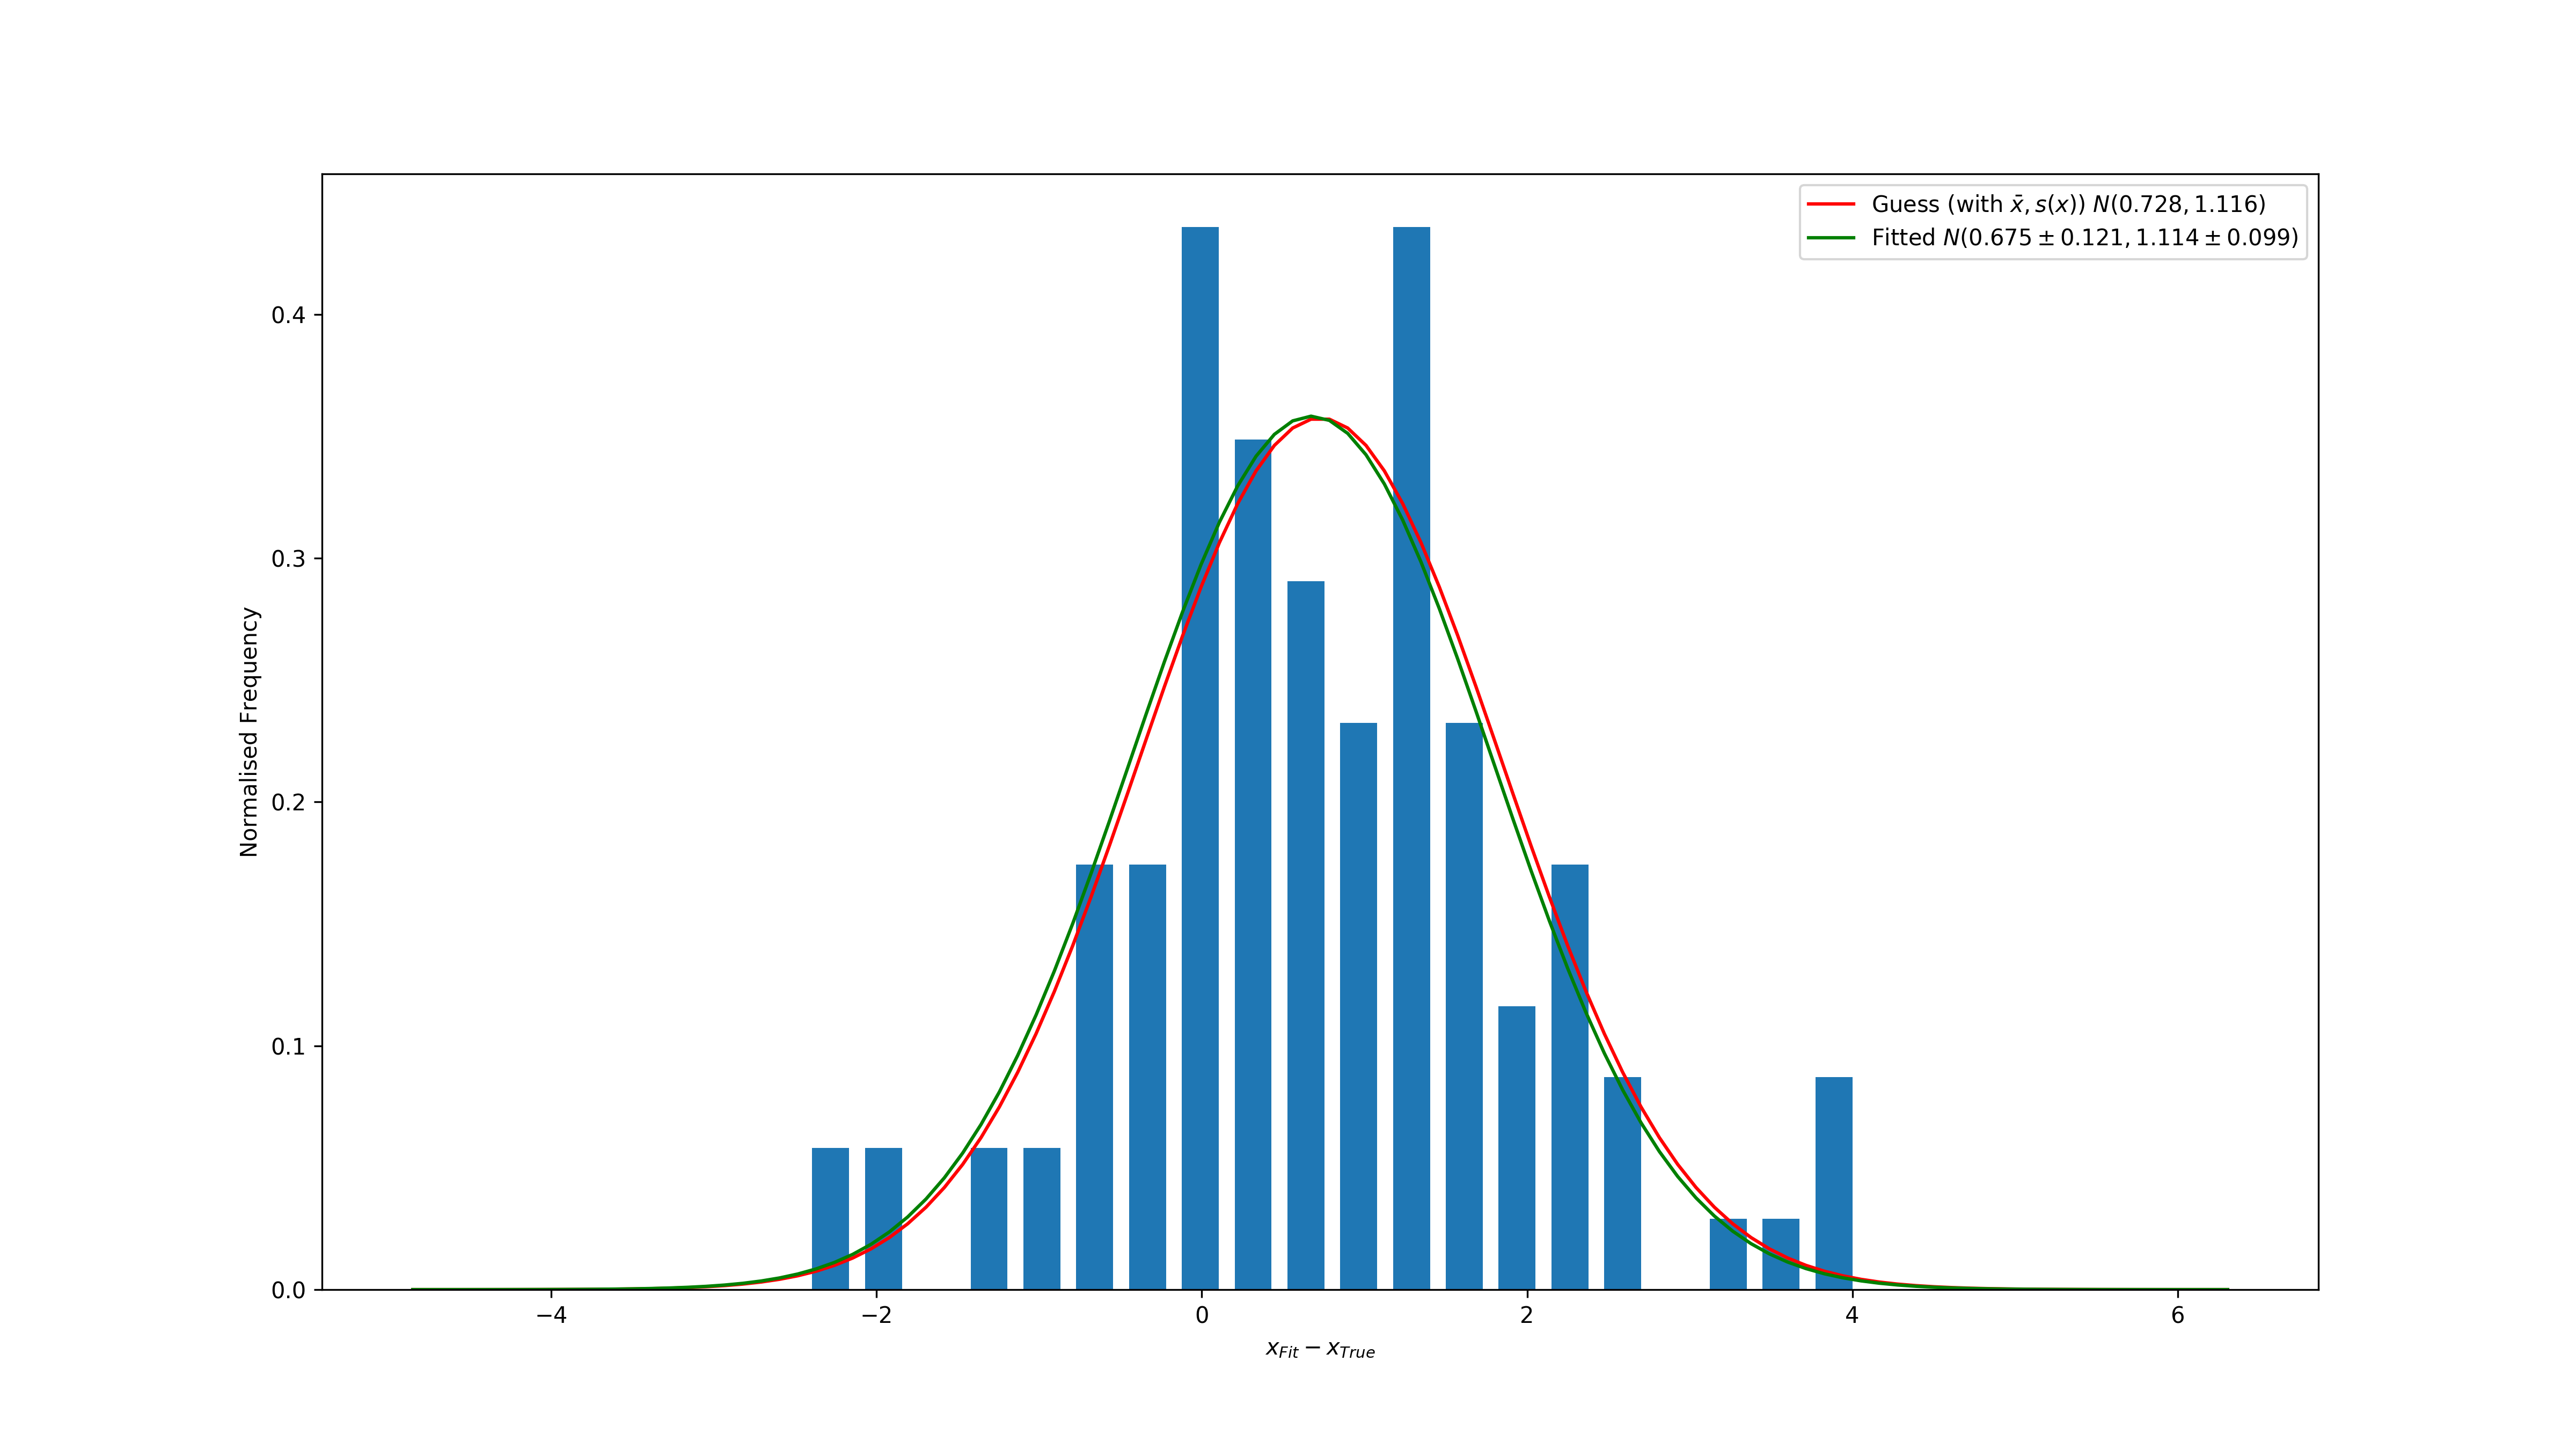 Guess (with x̄, s(x)) N(0.728, 1.116)
Fitted N(0.675 ± 0.121, 1.114 ± 0.099)
Normalised Frequency
0.4
0.3
0.2
0.1
0.0
−4 −2 0 2 4 6
x_Fit − x_True